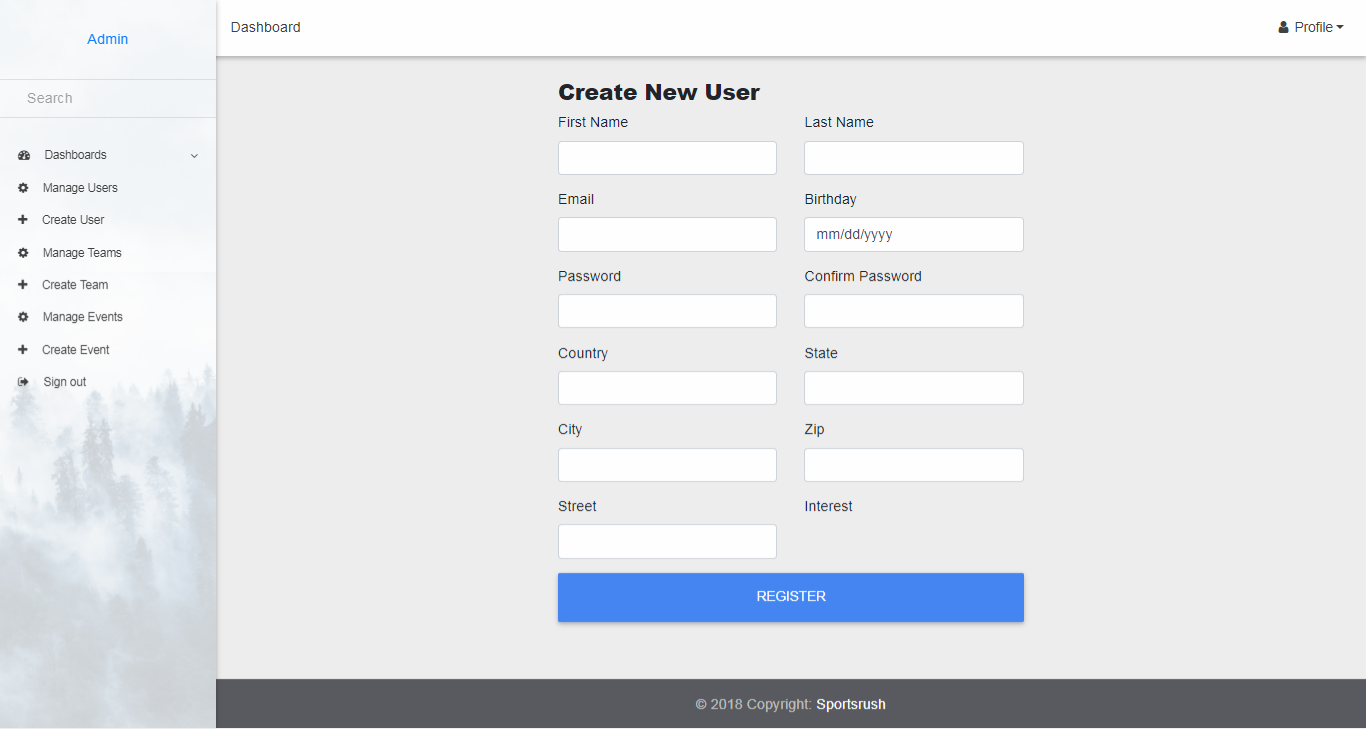 Admin
Search
Dashboards
Manage Users
Create User
Manage Teams
Create Team
Manage Events
Create Event
Sign out
Dashboard
Profile
Create New User
First Name
Last Name
Email
Birthday
mm/dd/yyyy
Password
Confirm Password
Country
State
City
Zip
Street
Interest
REGISTER
© 2018 Copyright: Sportsrush